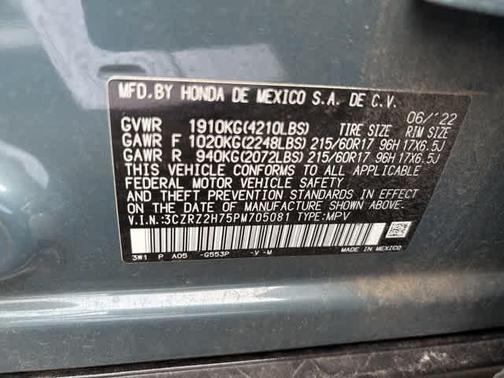 MFD.BY HONDA DE MEXICO S.A. DE C.V.
06/'22
GVWR 1910KG(4210LBS) TIRE SIZE RIM SIZE
GAWR F 1020KG(2248LBS) 215/60R17 96H 17X6.5J
GAWR R 940KG(2072LBS) 215/60R17 96H 17X6.5J
THIS VEHICLE CONFORMS TO ALL APPLICABLE
FEDERAL MOTOR VEHICLE SAFETY STANDARDS
IN EFFECT ON THE DATE OF MANUFACTURE SHOWN ABOVE.
V.I.N.:3CZRZ2H75PM705081 TYPE:MPV
3W1 P A05 -G553P -V -M MADE IN MEXICO